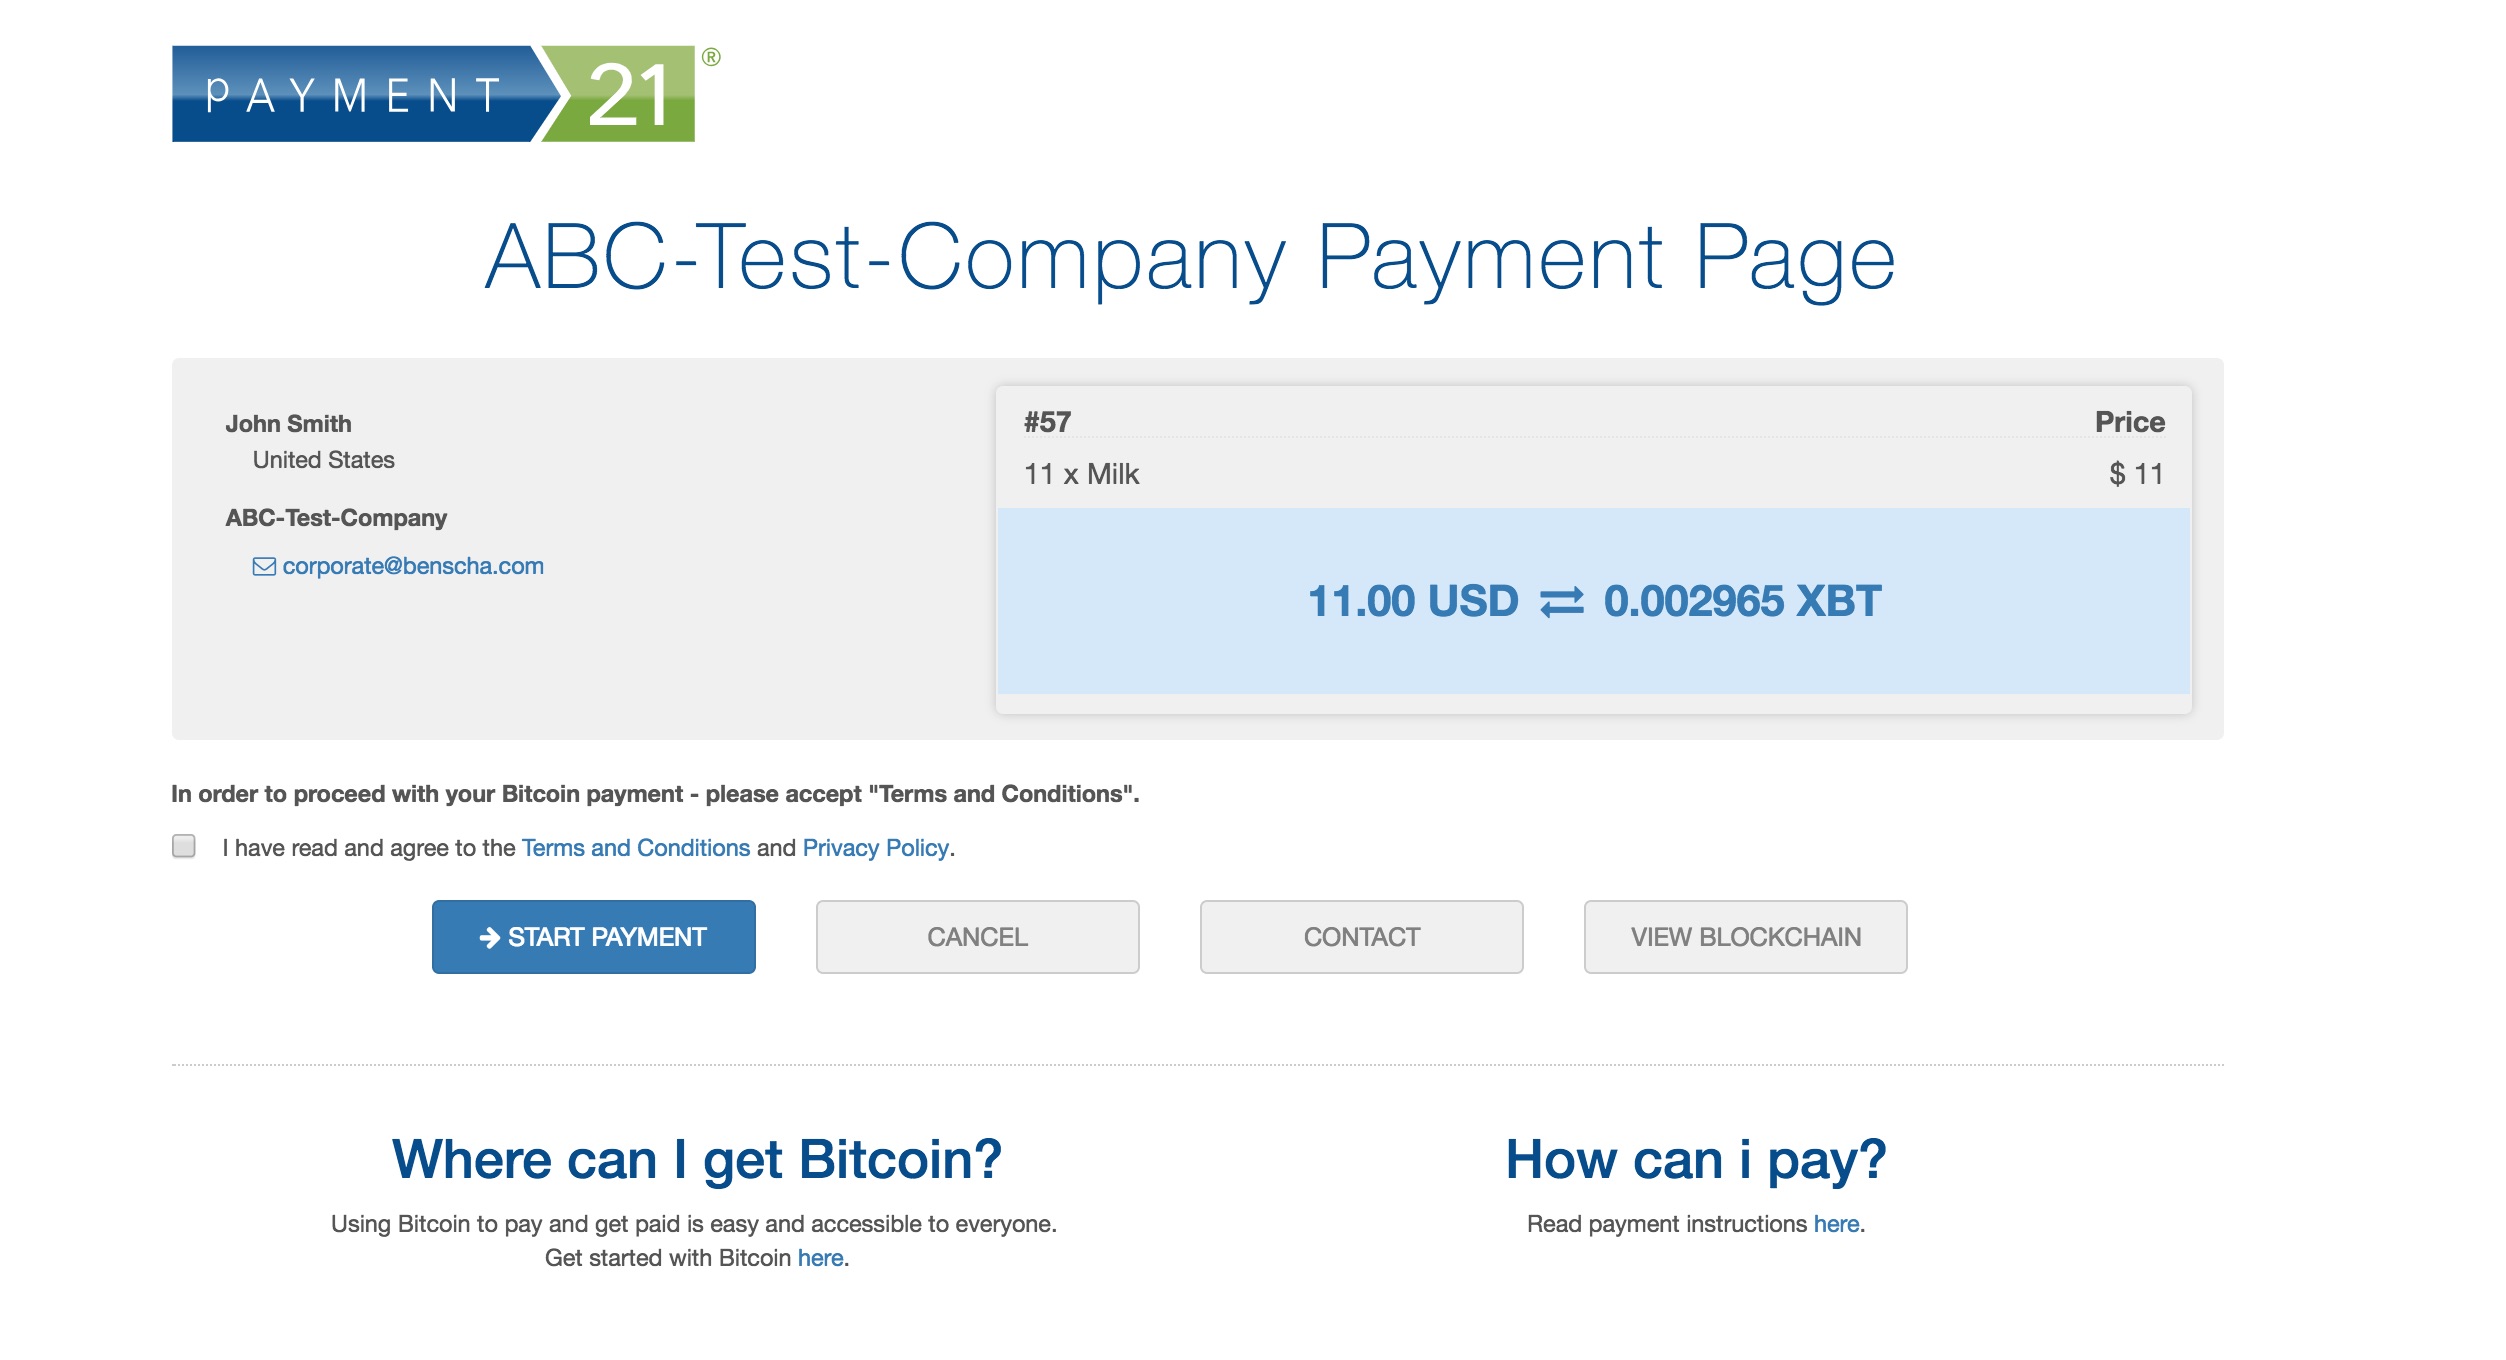 PAYMENT 21 ®
ABC-Test-Company Payment Page
John Smith
United States
ABC-Test-Company
corporate@benscha.com
#57 Price
11 x Milk $ 11
11.00 USD ⇄ 0.002965 XBT
In order to proceed with your Bitcoin payment - please accept "Terms and Conditions".
I have read and agree to the Terms and Conditions and Privacy Policy.
START PAYMENT CANCEL CONTACT VIEW BLOCKCHAIN
Where can I get Bitcoin?
Using Bitcoin to pay and get paid is easy and accessible to everyone.
Get started with Bitcoin here.
How can i pay?
Read payment instructions here.